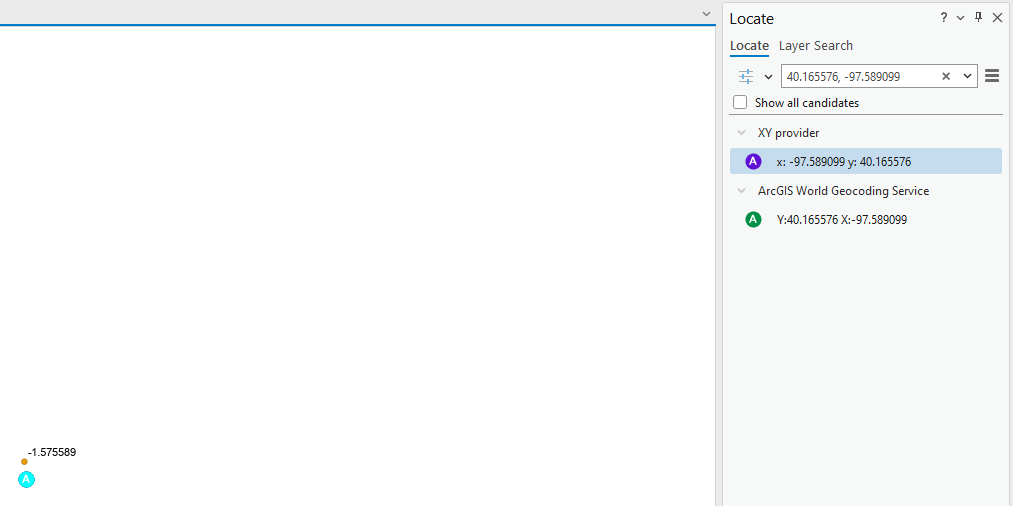 Locate
?
Locate Layer Search
40.165576, -97.589099
Show all candidates
XY provider
A x: -97.589099 y: 40.165576
ArcGIS World Geocoding Service
A Y:40.165576 X:-97.589099
-1.575589
A